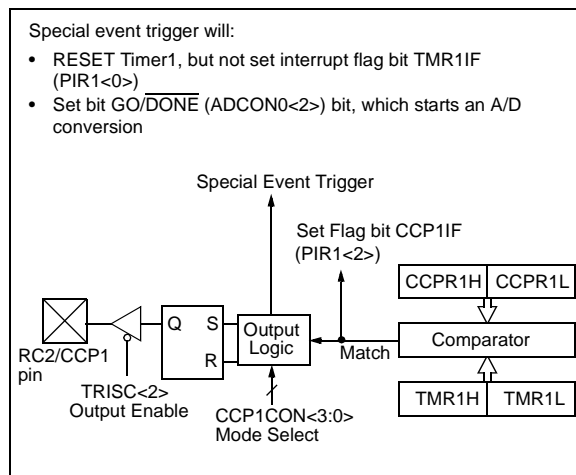 Special event trigger will:
• RESET Timer1, but not set interrupt flag bit TMR1IF
(PIR1<0>)
• Set bit GO/DONE (ADCON0<2>) bit, which starts an A/D
conversion
Special Event Trigger
Set Flag bit CCP1IF
(PIR1<2>)
CCPR1H CCPR1L
Q S Output
Logic
R
Match
Comparator
RC2/CCP1
pin
TRISC<2>
Output Enable
CCP1CON<3:0>
Mode Select
TMR1H TMR1L